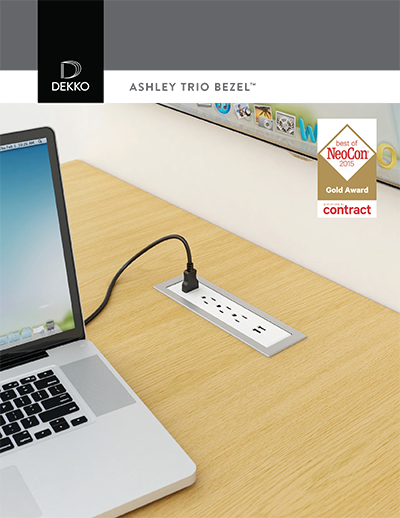 DEKKO
ASHLEY TRIO BEZEL™
best of
NeoCon®
2015
Gold Award
contract